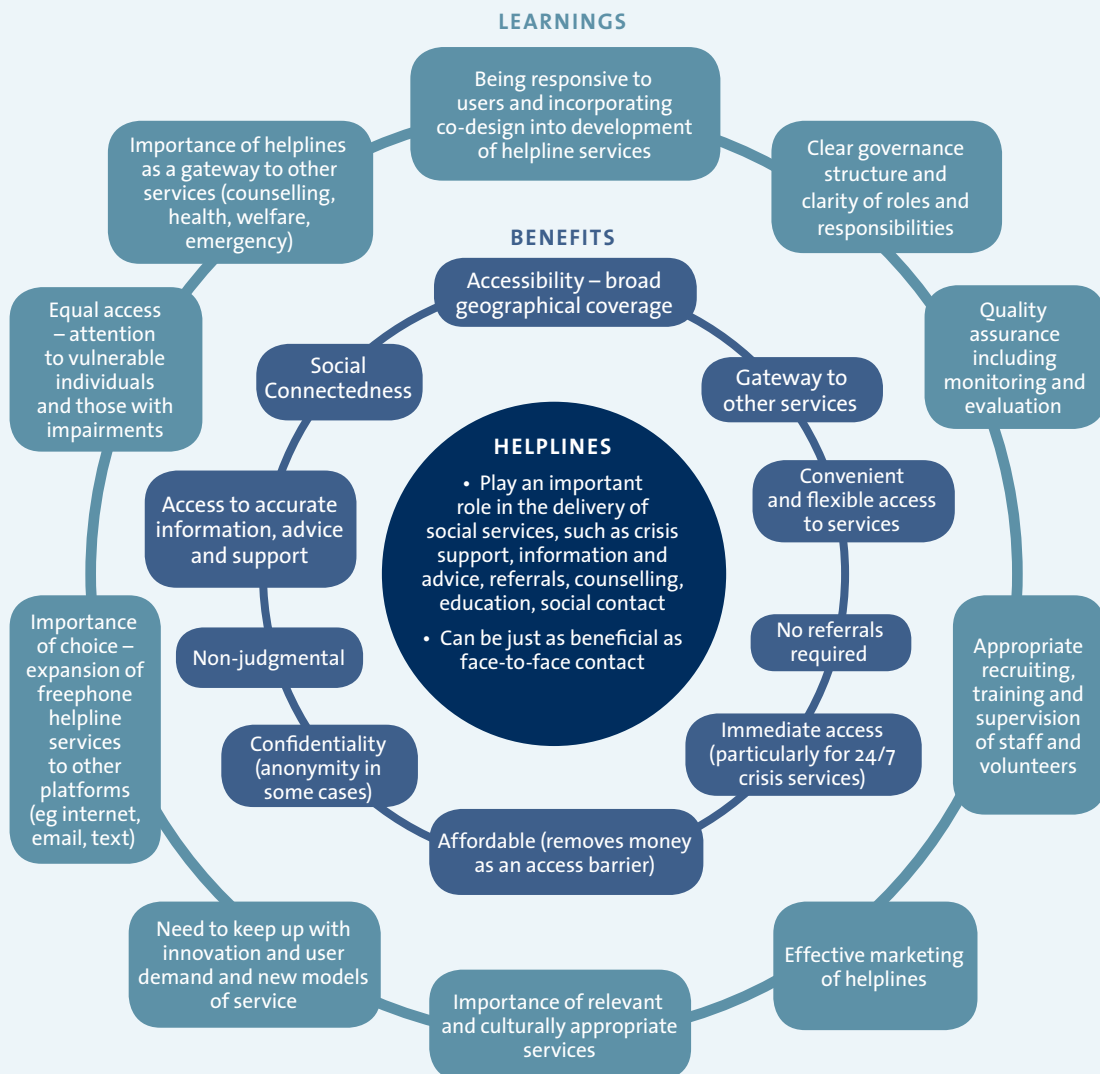 LEARNINGS
Being responsive to
users and incorporating
co-design into development
of helpline services
Clear governance
structure and
clarity of roles and
responsibilities
Quality
assurance
including
monitoring and
evaluation
Appropriate
recruiting,
training and
supervision
of staff and
volunteers
Effective marketing
of helplines
Importance of relevant
and culturally appropriate
services
Need to keep up with
innovation and user
demand and new models
of service
Importance
of choice –
expansion of
freephone
helpline
services
to other
platforms
(eg internet,
email, text)
Equal access
– attention
to vulnerable
individuals
and those with
impairments
Importance of helplines
as a gateway to other
services (counselling,
health, welfare,
emergency)
BENEFITS
Accessibility – broad
geographical coverage
Gateway to
other services
Convenient
and flexible access
to services
No referrals
required
Immediate access
(particularly for 24/7
crisis services)
Affordable (removes money
as an access barrier)
Confidentiality
(anonymity in
some cases)
Non-judgmental
Access to accurate
information, advice
and support
Social
Connectedness
HELPLINES
• Play an important
role in the delivery of
social services, such as crisis
support, information and
advice, referrals, counselling,
education, social contact
• Can be just as beneficial as
face-to-face contact